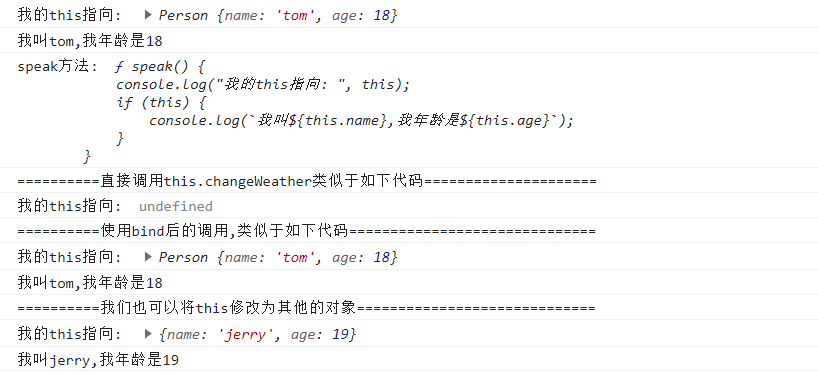 我的this指向: ▶ Person {name: 'tom', age: 18}
我叫tom,我年龄是18
speak方法: ƒ speak() {
console.log("我的this指向: ", this);
if (this) {
console.log(`我叫${this.name},我年龄是${this.age}`);
}
}
==========直接调用this.changeWeather类似于如下代码=====================
我的this指向: undefined
==========使用bind后的调用,类似于如下代码==============================
我的this指向: ▶ Person {name: 'tom', age: 18}
我叫tom,我年龄是18
==========我们也可以将this修改为其他的对象=============================
我的this指向: ▶ {name: 'jerry', age: 19}
我叫jerry,我年龄是19